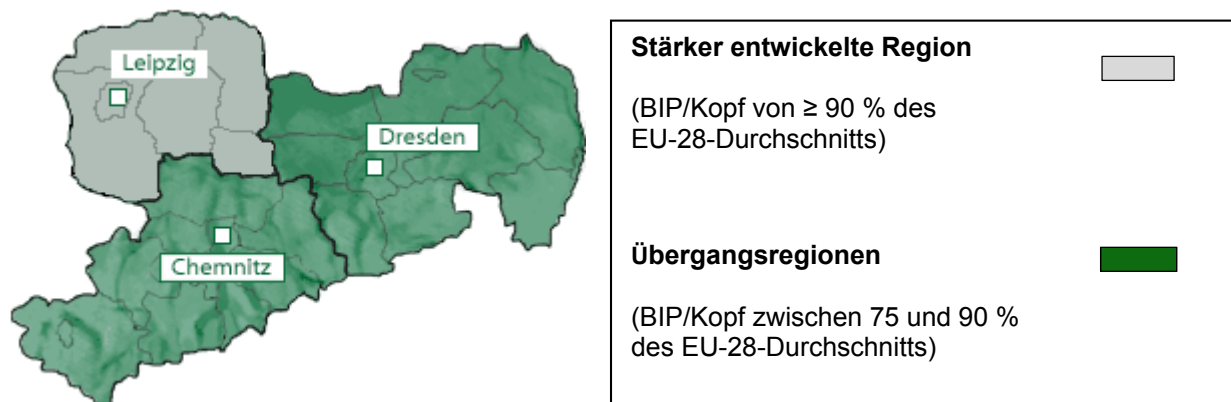 Leipzig
Dresden
Chemnitz
Stärker entwickelte Region
(BIP/Kopf von ≥ 90 % des
EU-28-Durchschnitts)
Übergangsregionen
(BIP/Kopf zwischen 75 und 90 %
des EU-28-Durchschnitts)